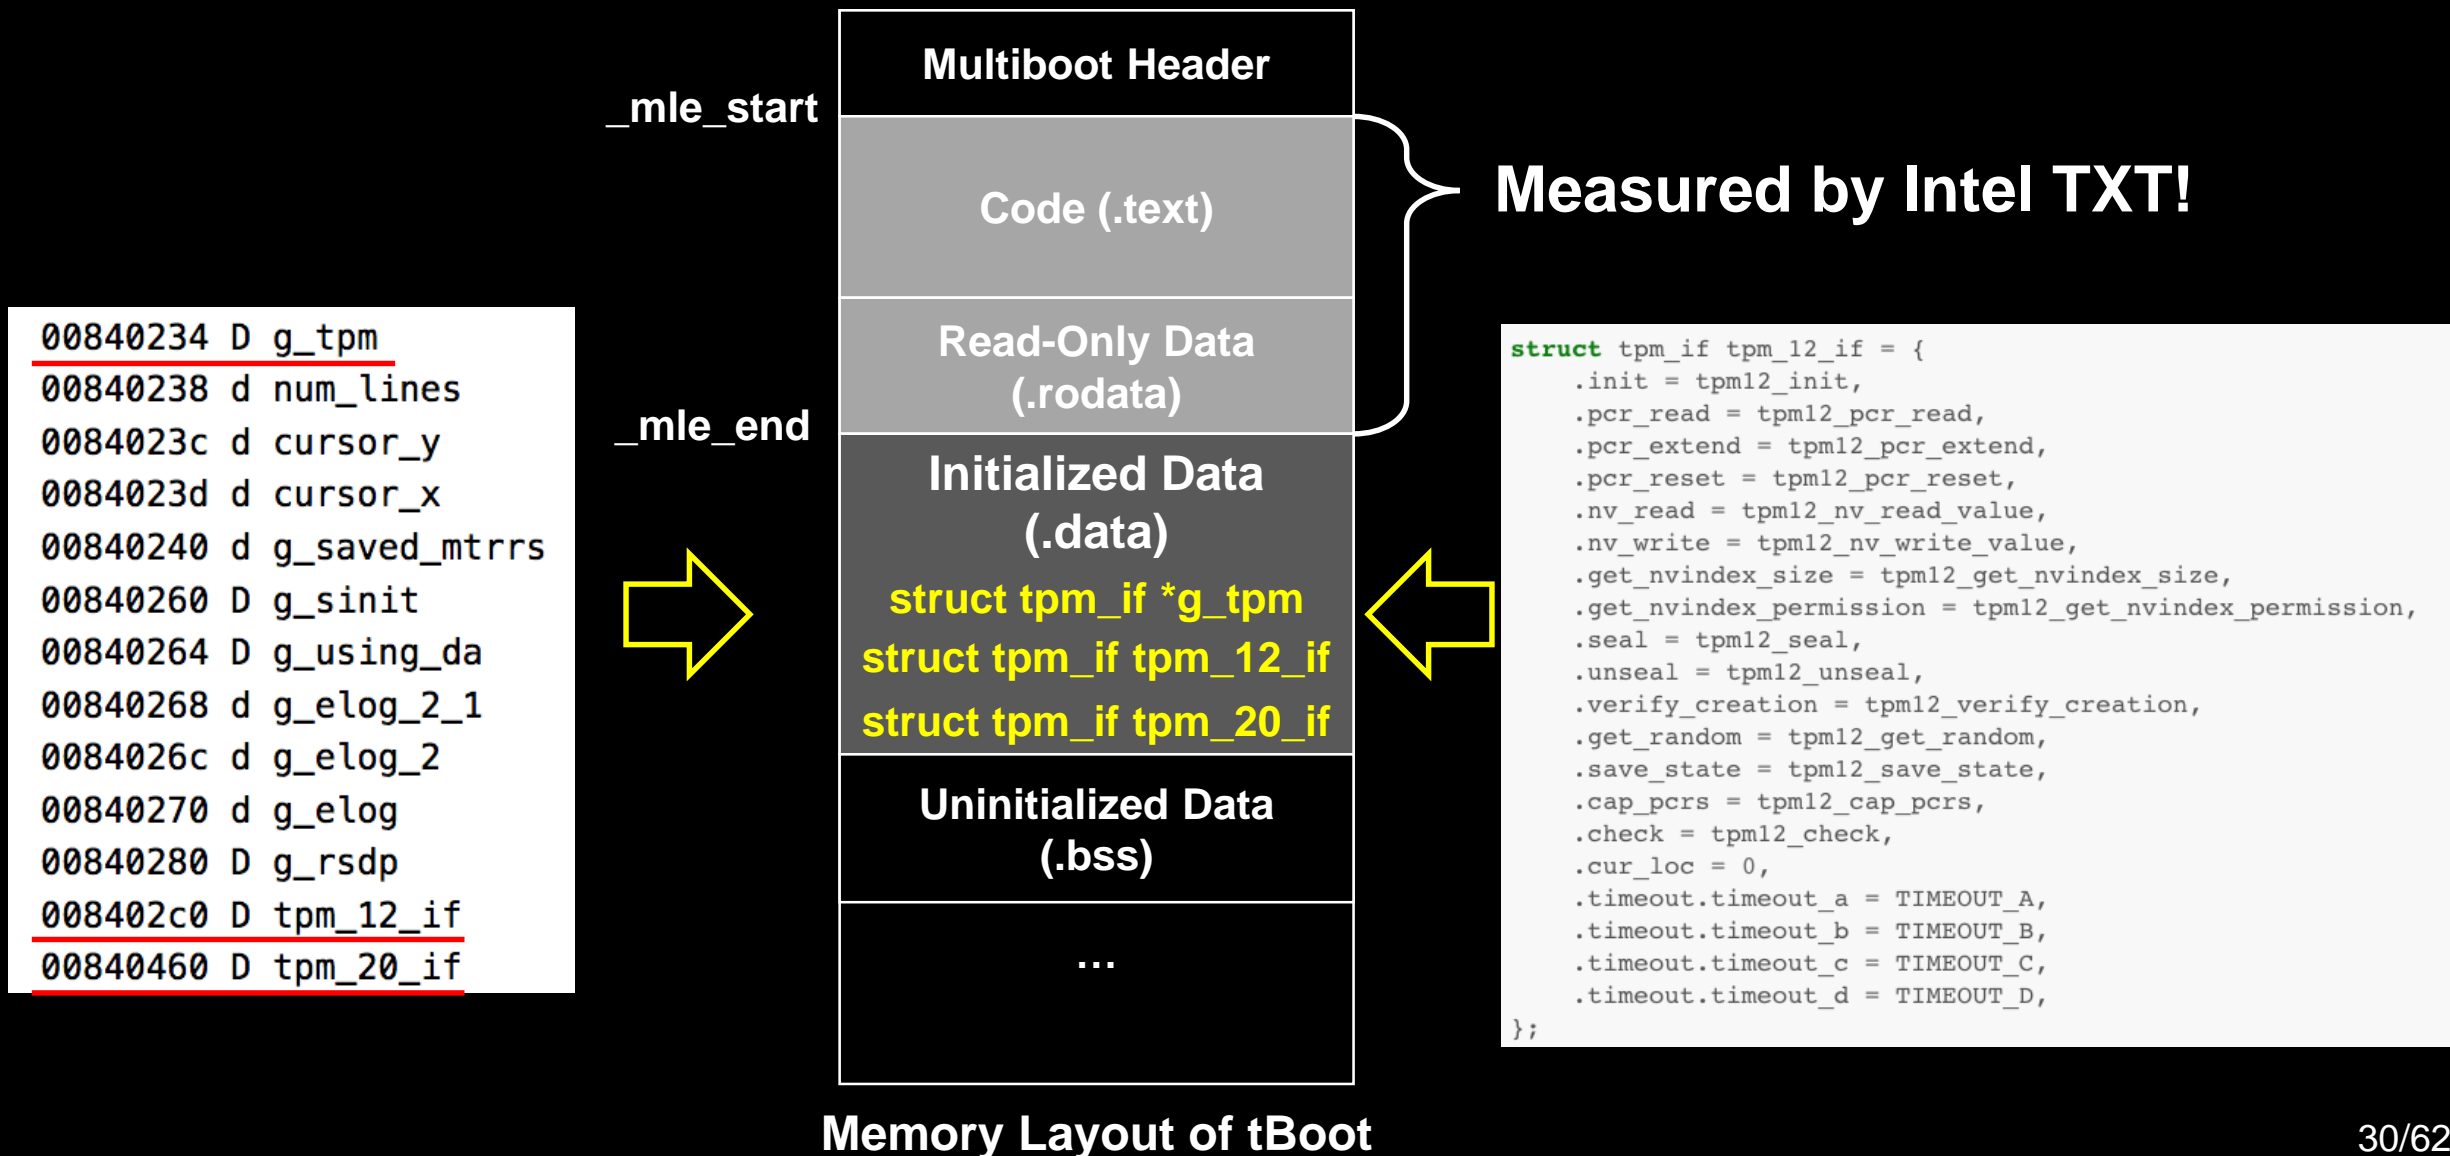 Multiboot Header
_mle_start
Code (.text)
Measured by Intel TXT!
Read-Only Data
(.rodata)
_mle_end
Initialized Data
(.data)
struct tpm_if *g_tpm
struct tpm_if tpm_12_if
struct tpm_if tpm_20_if
Uninitialized Data
(.bss)
...
00840234 D g_tpm
00840238 d num_lines
0084023c d cursor_y
0084023d d cursor_x
00840240 d g_saved_mtrrs
00840260 D g_sinit
00840264 D g_using_da
00840268 d g_elog_2_1
0084026c d g_elog_2
00840270 d g_elog
00840280 D g_rsdp
008402c0 D tpm_12_if
00840460 D tpm_20_if
struct tpm_if tpm_12_if = {
.init = tpm12_init,
.pcr_read = tpm12_pcr_read,
.pcr_extend = tpm12_pcr_extend,
.pcr_reset = tpm12_pcr_reset,
.nv_read = tpm12_nv_read_value,
.nv_write = tpm12_nv_write_value,
.get_nvindex_size = tpm12_get_nvindex_size,
.get_nvindex_permission = tpm12_get_nvindex_permission,
.seal = tpm12_seal,
.unseal = tpm12_unseal,
.verify_creation = tpm12_verify_creation,
.get_random = tpm12_get_random,
.save_state = tpm12_save_state,
.cap_pcrs = tpm12_cap_pcrs,
.check = tpm12_check,
.cur_loc = 0,
.timeout.timeout_a = TIMEOUT_A,
.timeout.timeout_b = TIMEOUT_B,
.timeout.timeout_c = TIMEOUT_C,
.timeout.timeout_d = TIMEOUT_D,
};
Memory Layout of tBoot
30/62